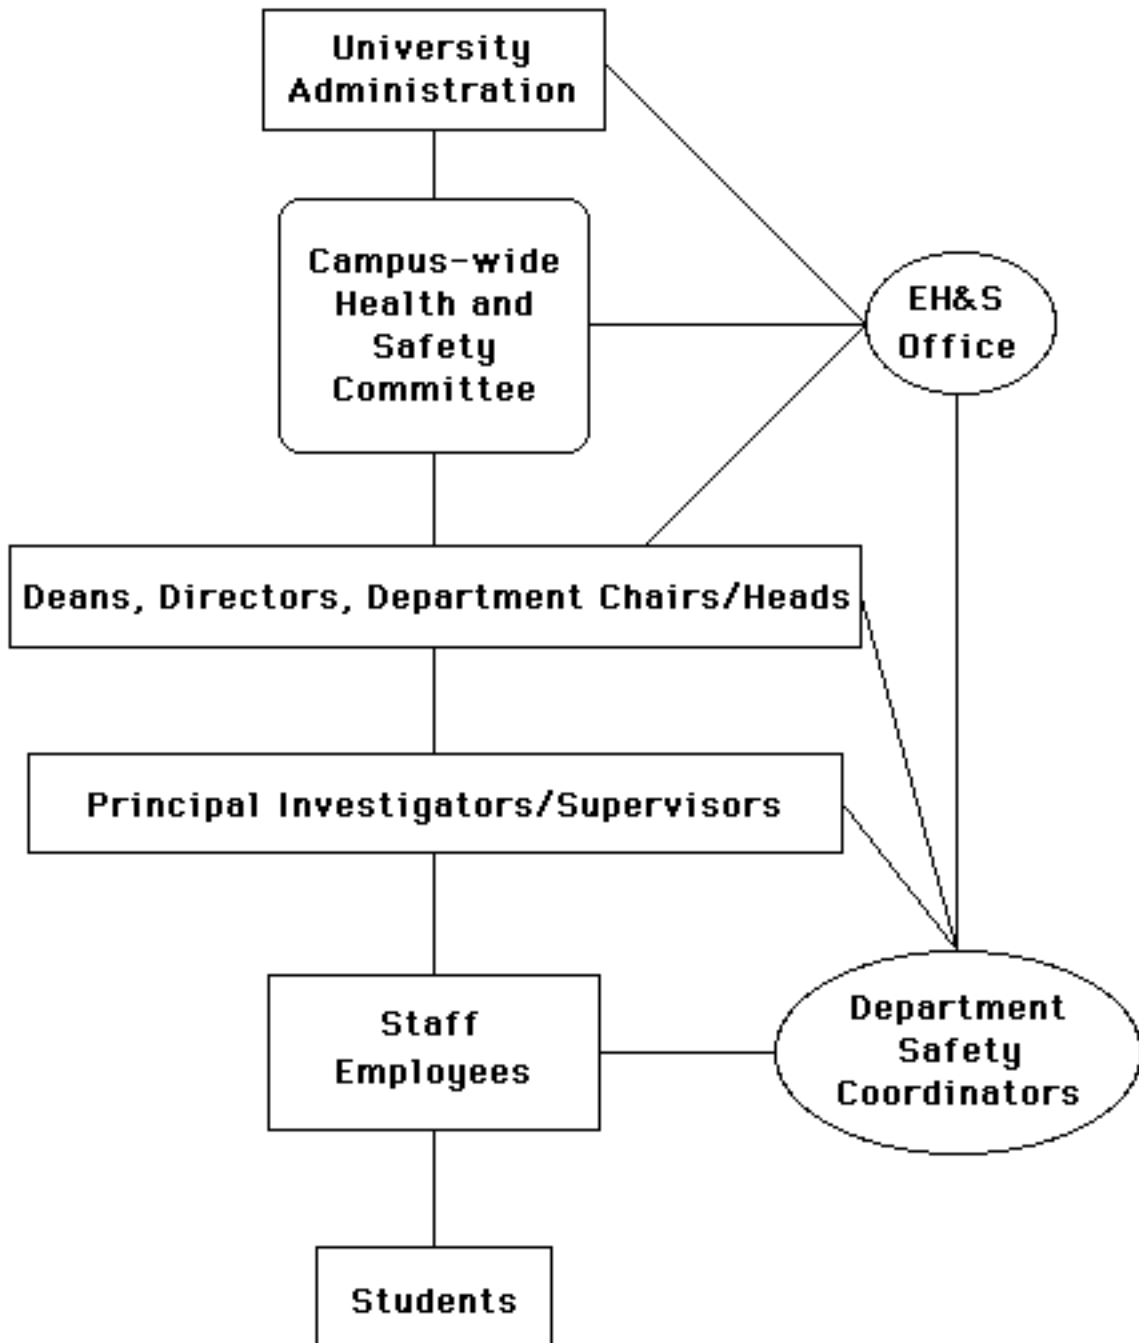 University
Administration
Campus-wide
Health and
Safety
Committee
EH&S
Office
Deans, Directors, Department Chairs/Heads
Principal Investigators/Supervisors
Staff
Employees
Department
Safety
Coordinators
Students